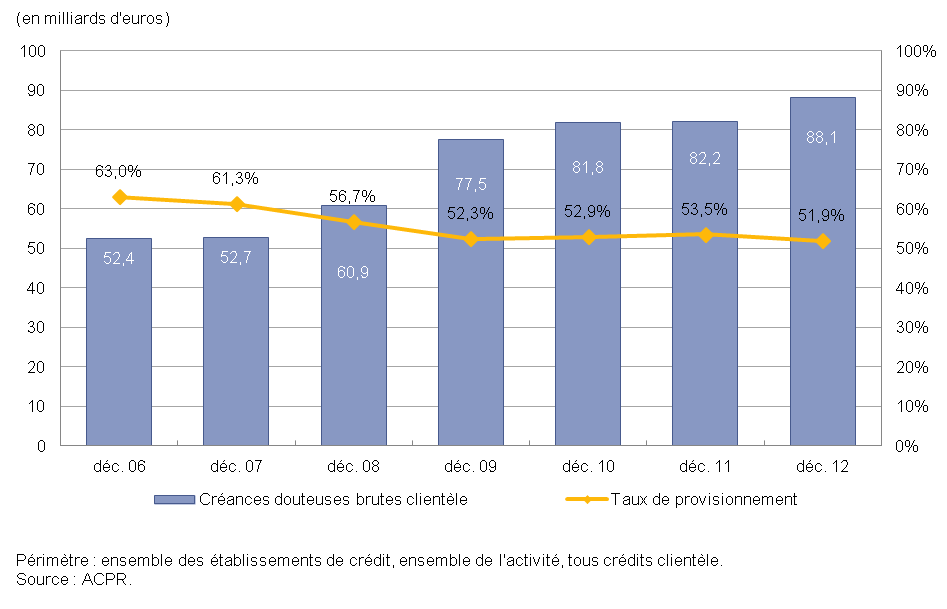 (en milliards d'euros)
100 100%
90 90%
80 80%
70 70%
60 60%
50 50%
40 40%
30 30%
20 20%
10 10%
0 0%
63,0% 61,3% 56,7% 52,3% 52,9% 53,5% 51,9%
52,4 52,7 60,9 77,5 81,8 82,2 88,1
déc. 06 déc. 07 déc. 08 déc. 09 déc. 10 déc. 11 déc. 12
Créances douteuses brutes clientèle Taux de provisionnement
Périmètre : ensemble des établissements de crédit, ensemble de l'activité, tous crédits clientèle.
Source : ACPR.